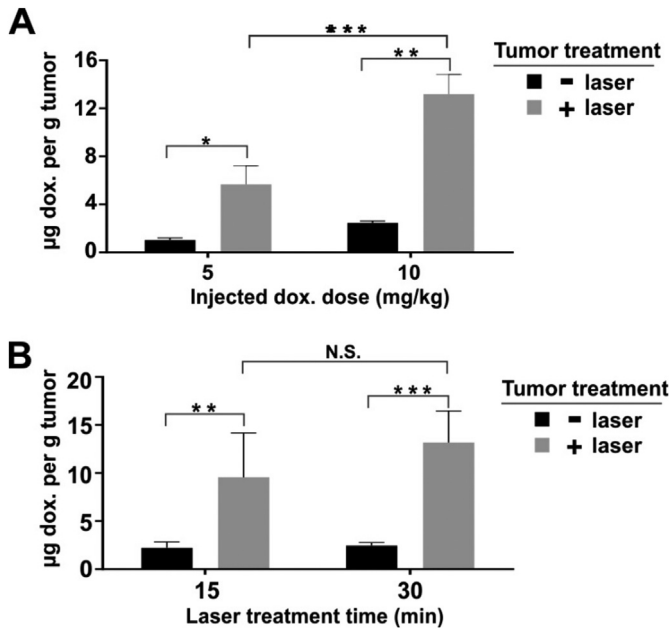 A
***
**
*
16
12
8
4
0
µg dox. per g tumor
5
10
Injected dox. dose (mg/kg)
Tumor treatment
- laser
+ laser
B
N.S.
**
***
20
15
10
5
0
µg dox. per g tumor
15
30
Laser treatment time (min)
Tumor treatment
- laser
+ laser